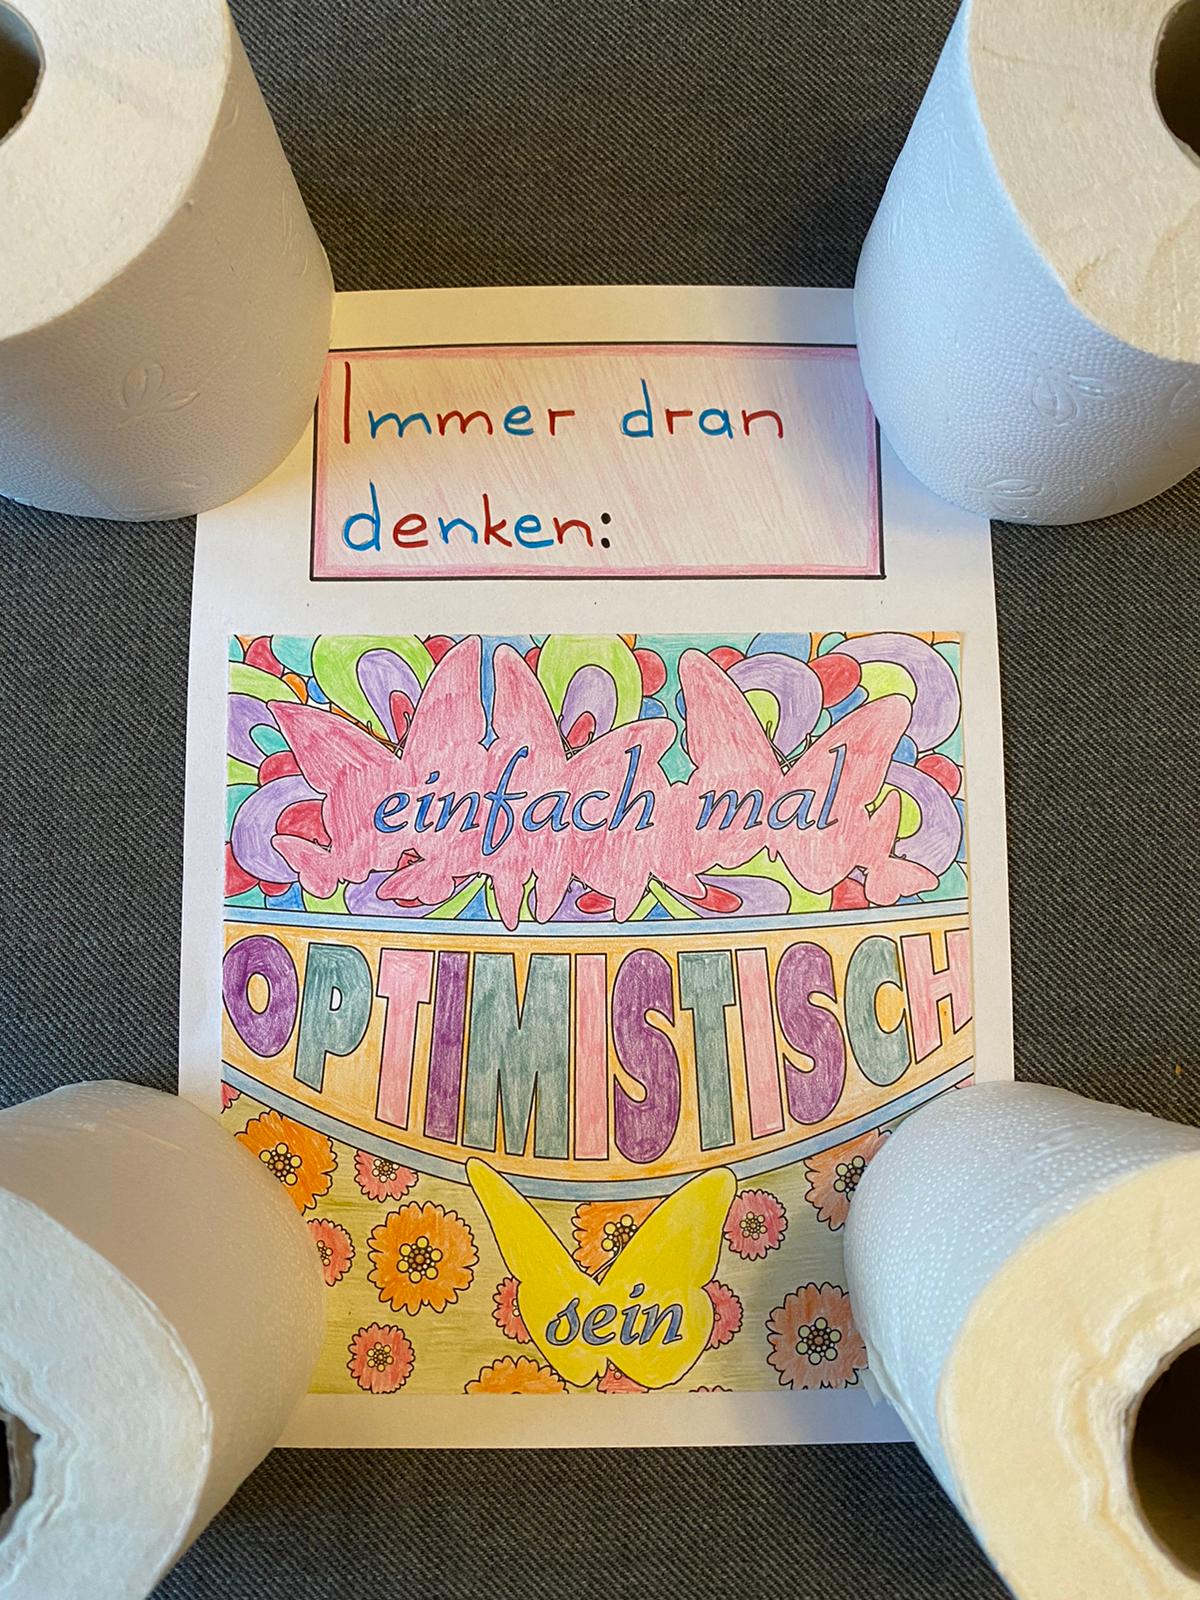 Immer dran
denken:
einfach mal
OPTIMISTISCH
sein